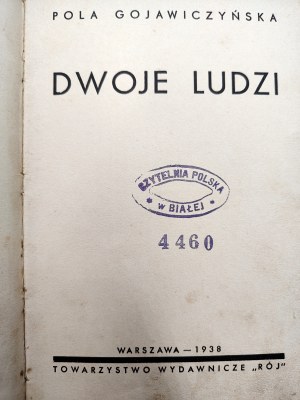 POLA GOJAWICZYŃSKA
DWOJE LUDZI
CZYTELNIA POLSKA
w BIAŁEJ
4460
WARSZAWA — 1938
TOWARZYSTWO WYDAWNICZE „RÓJ”